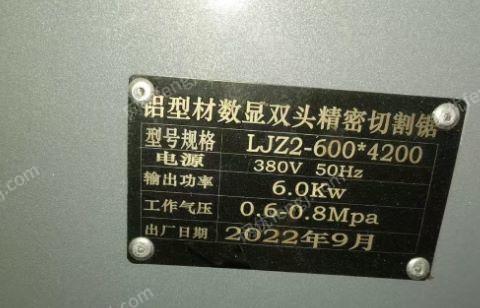 铝型材数显双头精密切割锯
型号规格 LJZ2-600*4200
电源 380V 50Hz
输出功率 6.0Kw
工作气压 0.6-0.8Mpa
出厂日期 2022年9月